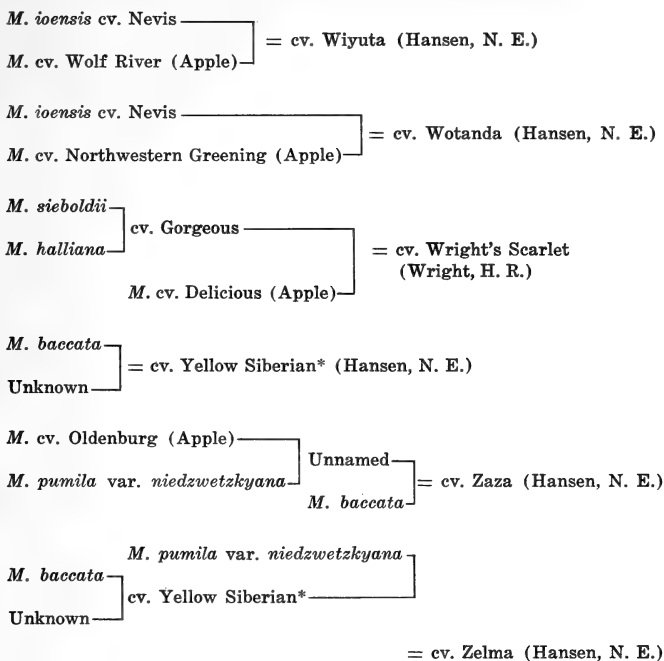 M. ioensis cv. Nevis
= cv. Wiyuta (Hansen, N. E.)
M. cv. Wolf River (Apple)
M. ioensis cv. Nevis
= cv. Wotanda (Hansen, N. E.)
M. cv. Northwestern Greening (Apple)
M. sieboldii
cv. Gorgeous
M. halliana
= cv. Wright's Scarlet
(Wright, H. R.)
M. cv. Delicious (Apple)
M. baccata
= cv. Yellow Siberian* (Hansen, N. E.)
Unknown
M. cv. Oldenburg (Apple)
Unnamed
M. pumila var. niedzwetzkyana
= cv. Zaza (Hansen, N. E.)
M. baccata
M. pumila var. niedzwetzkyana
M. baccata
cv. Yellow Siberian*
Unknown
= cv. Zelma (Hansen, N. E.)